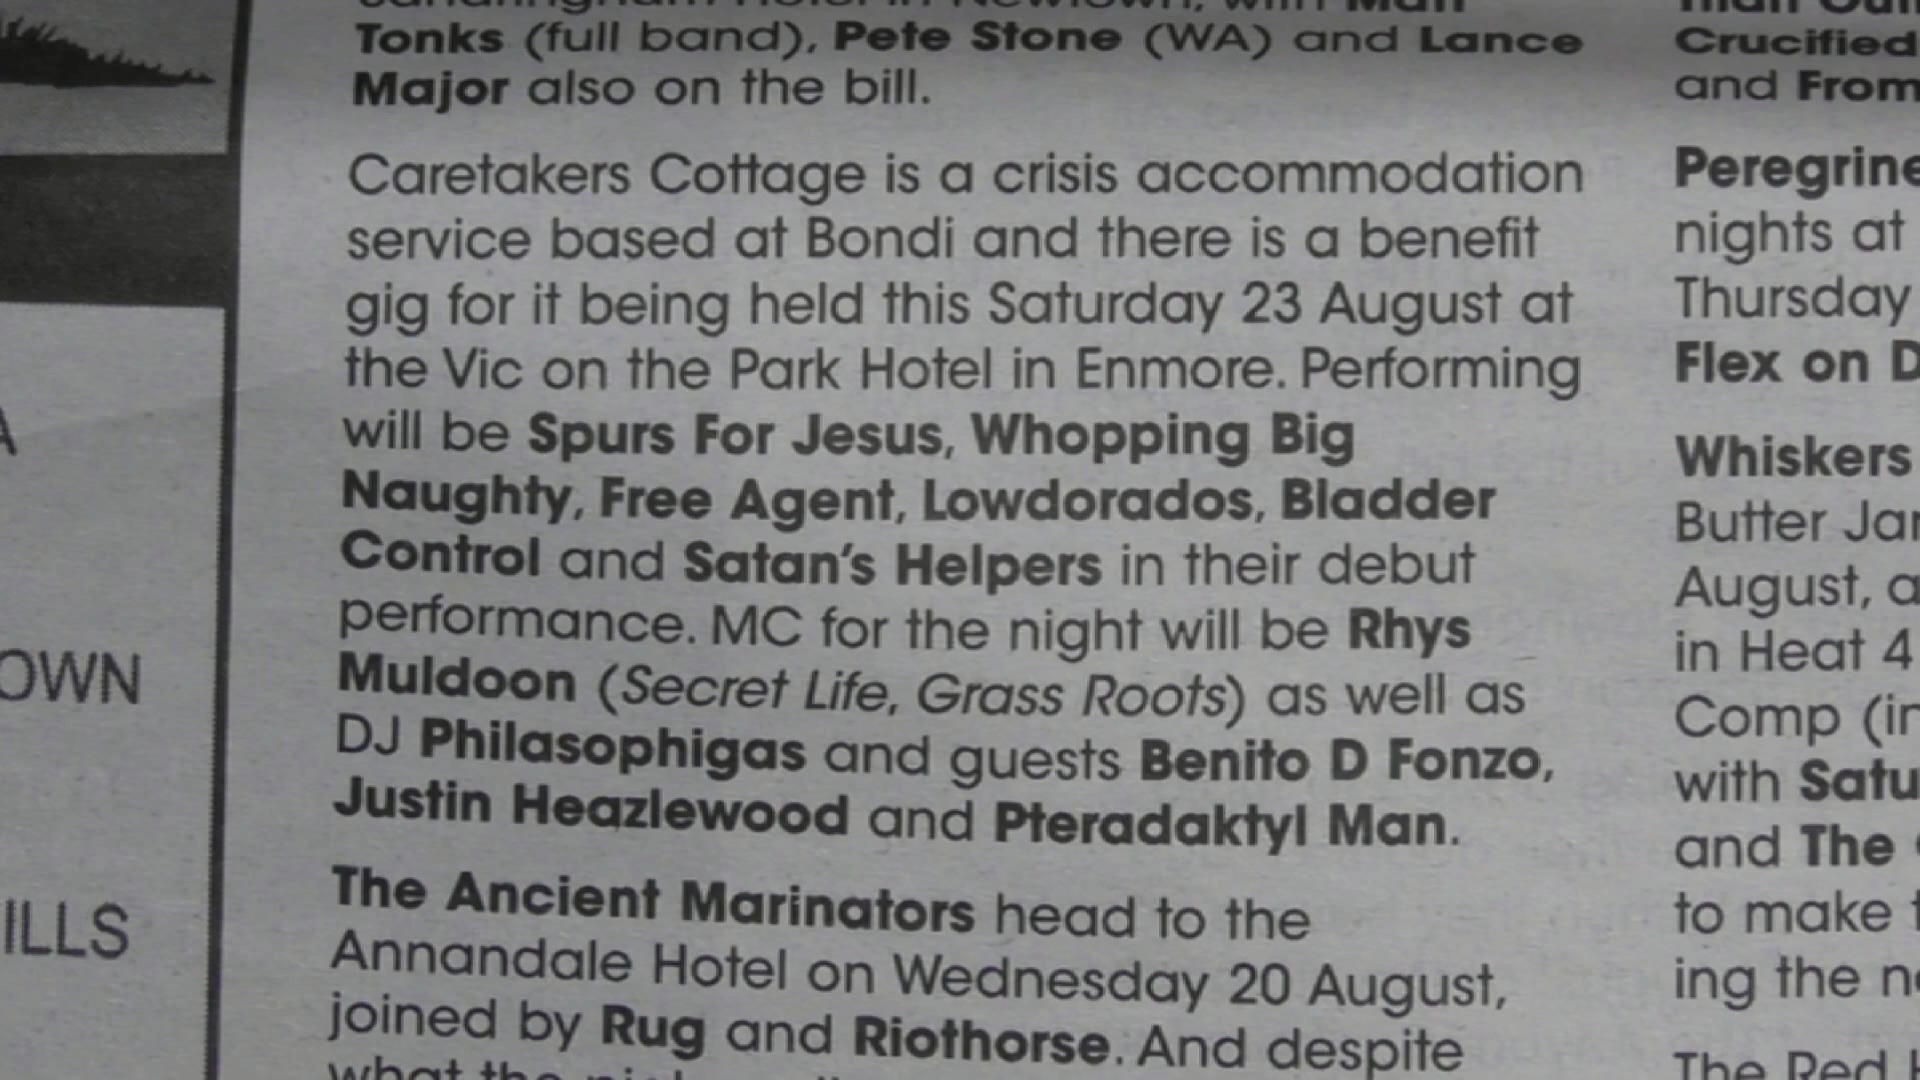 Tonks (full band), Pete Stone (WA) and Lance
Major also on the bill.
Caretakers Cottage is a crisis accommodation
service based at Bondi and there is a benefit
gig for it being held this Saturday 23 August at
the Vic on the Park Hotel in Enmore. Performing
will be Spurs For Jesus, Whopping Big
Naughty, Free Agent, Lowdorados, Bladder
Control and Satan's Helpers in their debut
performance. MC for the night will be Rhys
Muldoon (Secret Life, Grass Roots) as well as
DJ Philasophigas and guests Benito D Fonzo,
Justin Heazlewood and Pteradaktyl Man.
The Ancient Marinators head to the
Annandale Hotel on Wednesday 20 August,
joined by Rug and Riothorse. And despite
what the
Crucified
and From
Peregrine
nights at
Thursday
Flex on D
Whiskers
Butter Jar
August, a
in Heat 4
Comp (in
with Satu
and The
to make
ing the
The Red
OWN
ILLS